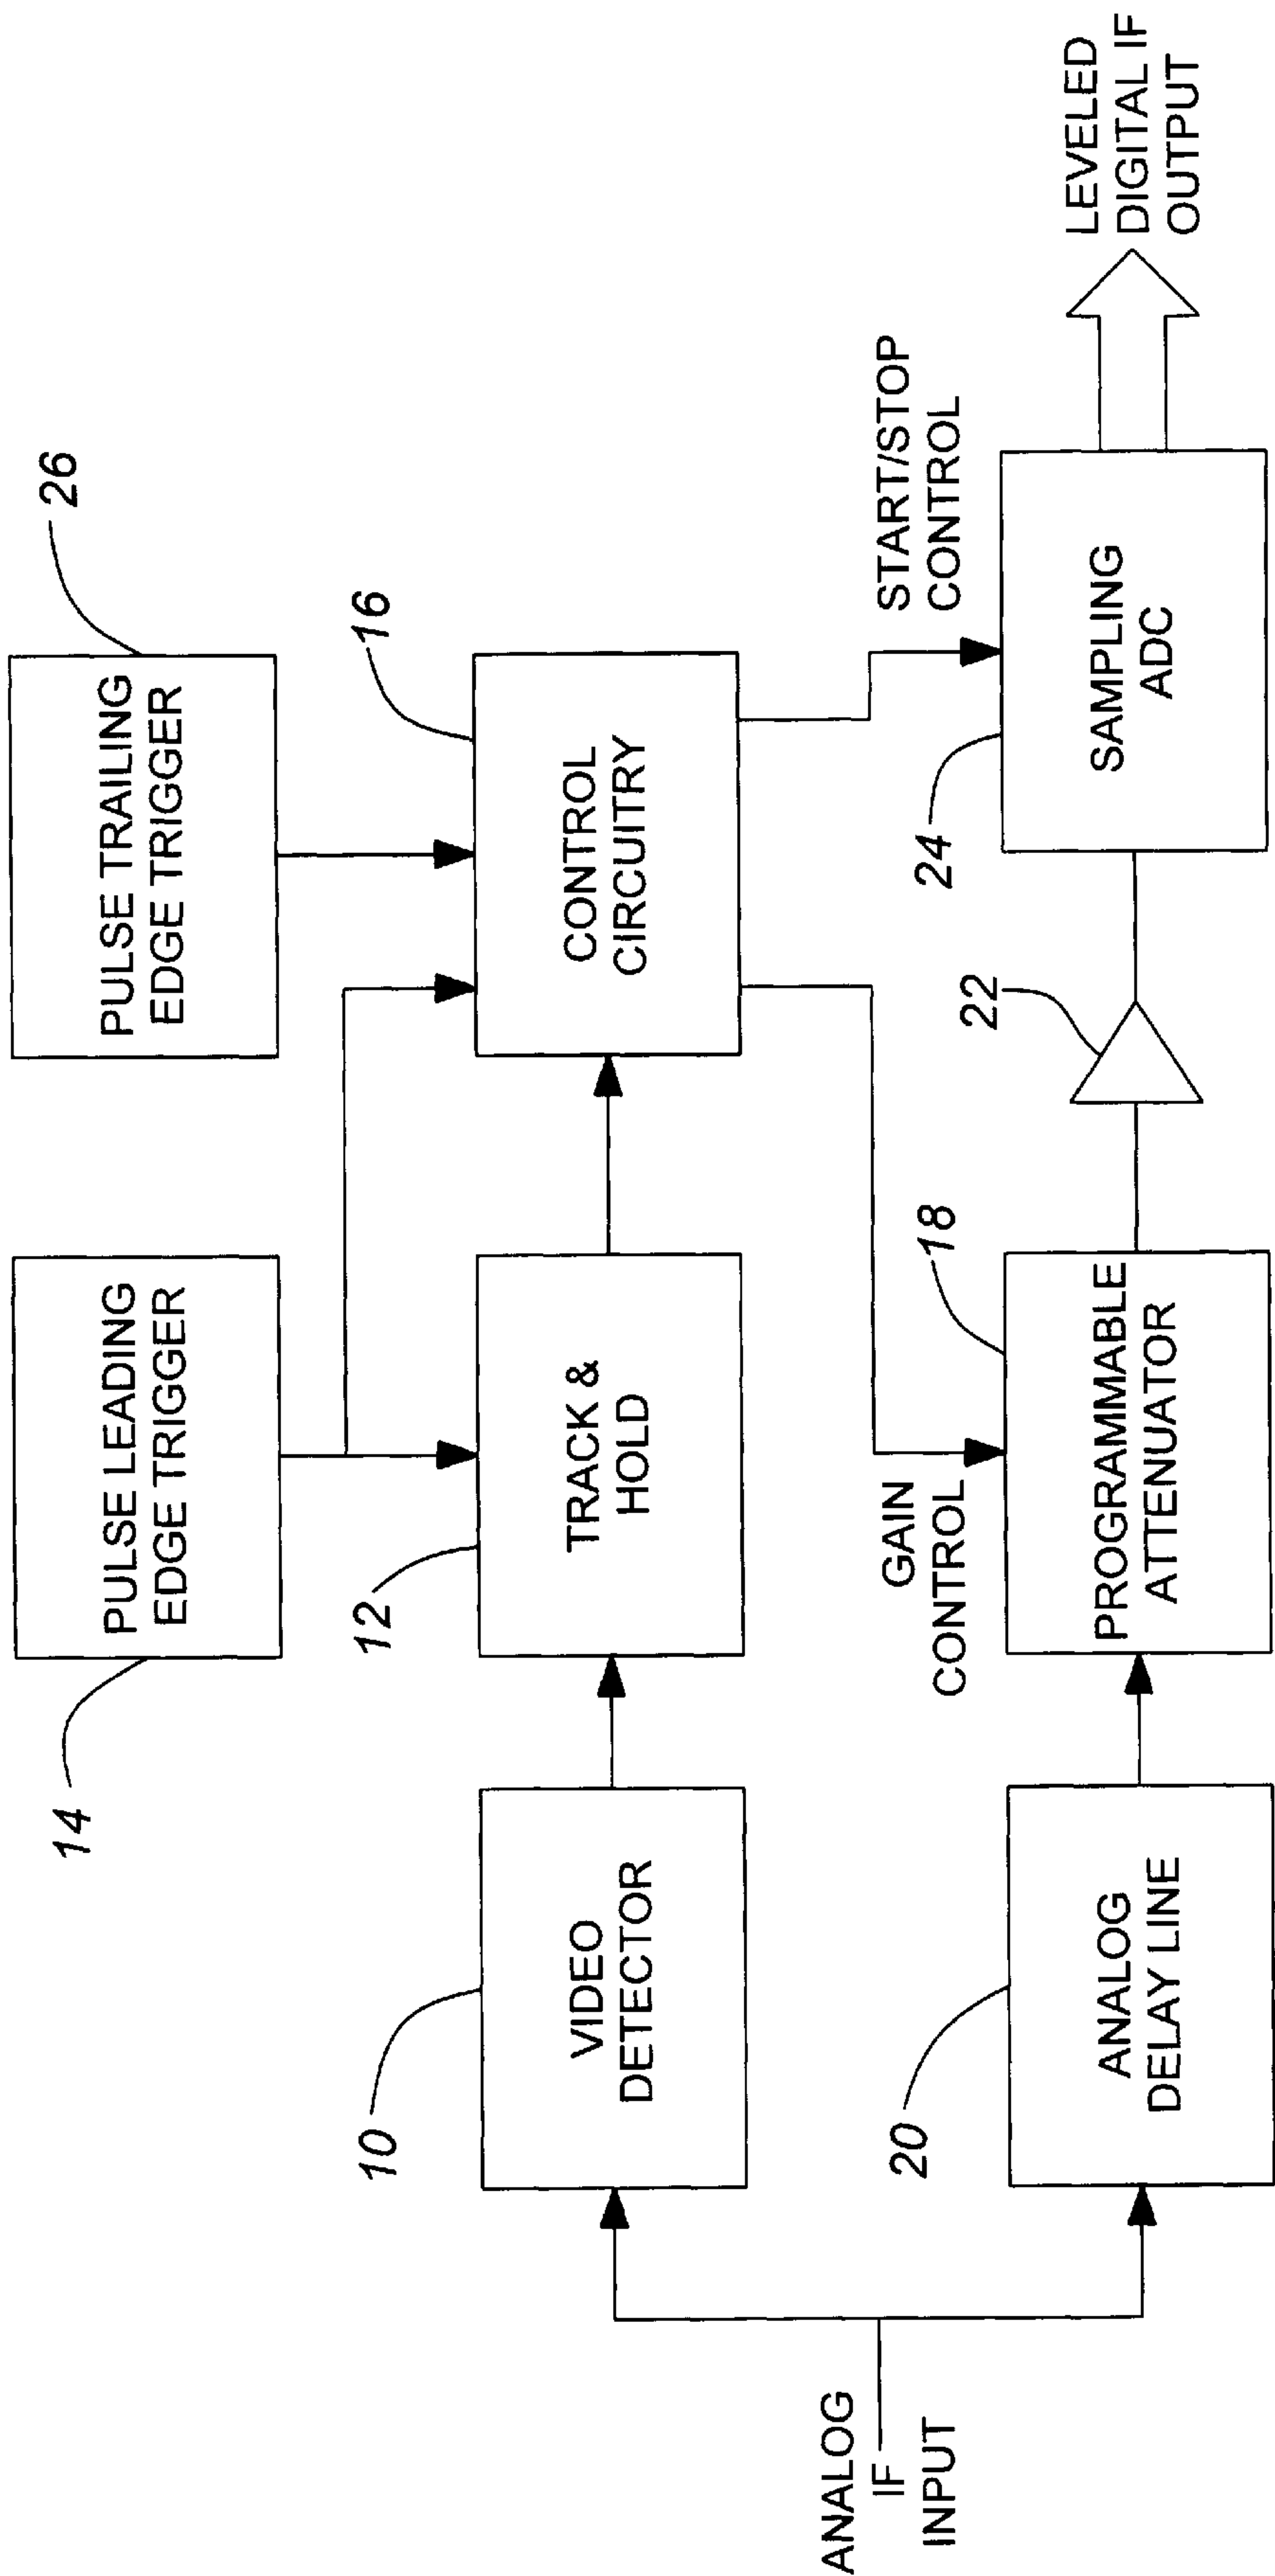 14
PULSE LEADING
EDGE TRIGGER
PULSE TRAILING
EDGE TRIGGER
26
10
VIDEO
DETECTOR
12
TRACK &
HOLD
16
CONTROL
CIRCUITRY
ANALOG
IF
INPUT
GAIN
CONTROL
START/STOP
CONTROL
20
ANALOG
DELAY LINE
18
PROGRAMMABLE
ATTENUATOR
22
24
SAMPLING
ADC
LEVELED
DIGITAL IF
OUTPUT